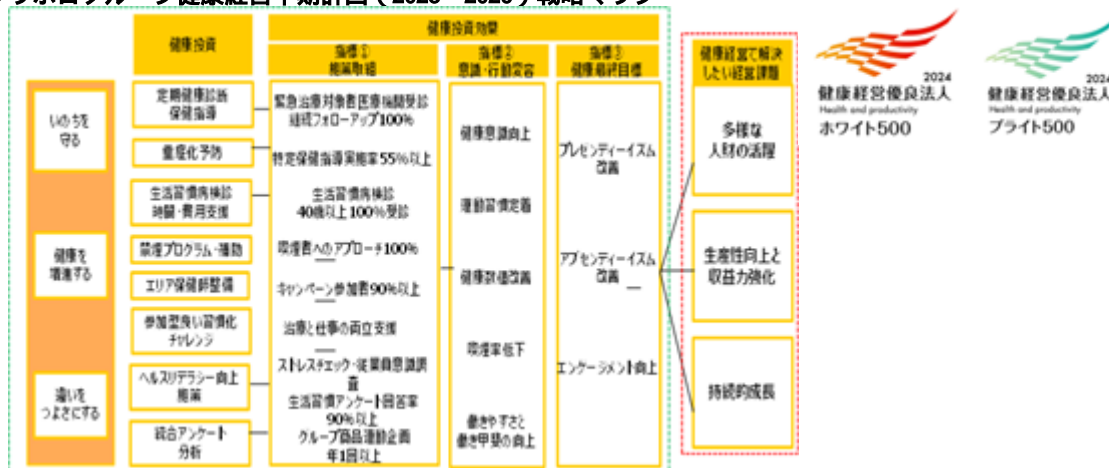 健康投資
健康投資効果
指標①
施策取組
指標②
意識・行動変容
指標③
健康最終目標
健康経営で解決
したい経営課題
いのちを
守る
健康を
増進する
違いを
つよさにする
定期健康診断
保健指導
重症化予防
生活習慣病検診
時間・費用支援
禁煙プログラム・補助
エリア保健師整備
参加型良い習慣化
チャレンジ
ヘルスリテラシー向上
施策
統合アンケート
分析
緊急治療対象者医療機関受診
継続フォローアップ100%
特定保健指導実施率55%以上
生活習慣病検診
40歳以上100%受診
喫煙者へのアプローチ100%
キャンペーン参加者90%以上
治療と仕事の両立支援
ストレスチェック・従業員意識調
査
生活習慣アンケート回答率
90%以上
グループ商品連動企画
年1回以上
健康意識向上
運動習慣定着
健康数値改善
喫煙率低下
働きやすさと
働き甲斐の向上
プレゼンティーイズム
改善
アブセンティーイズム
改善
エンゲージメント向上
多様な
人財の活躍
生産性向上と
収益力強化
持続的成長
2024
健康経営優良法人
Health and productivity
ホワイト500
2024
健康経営優良法人
Health and productivity
ブライト500